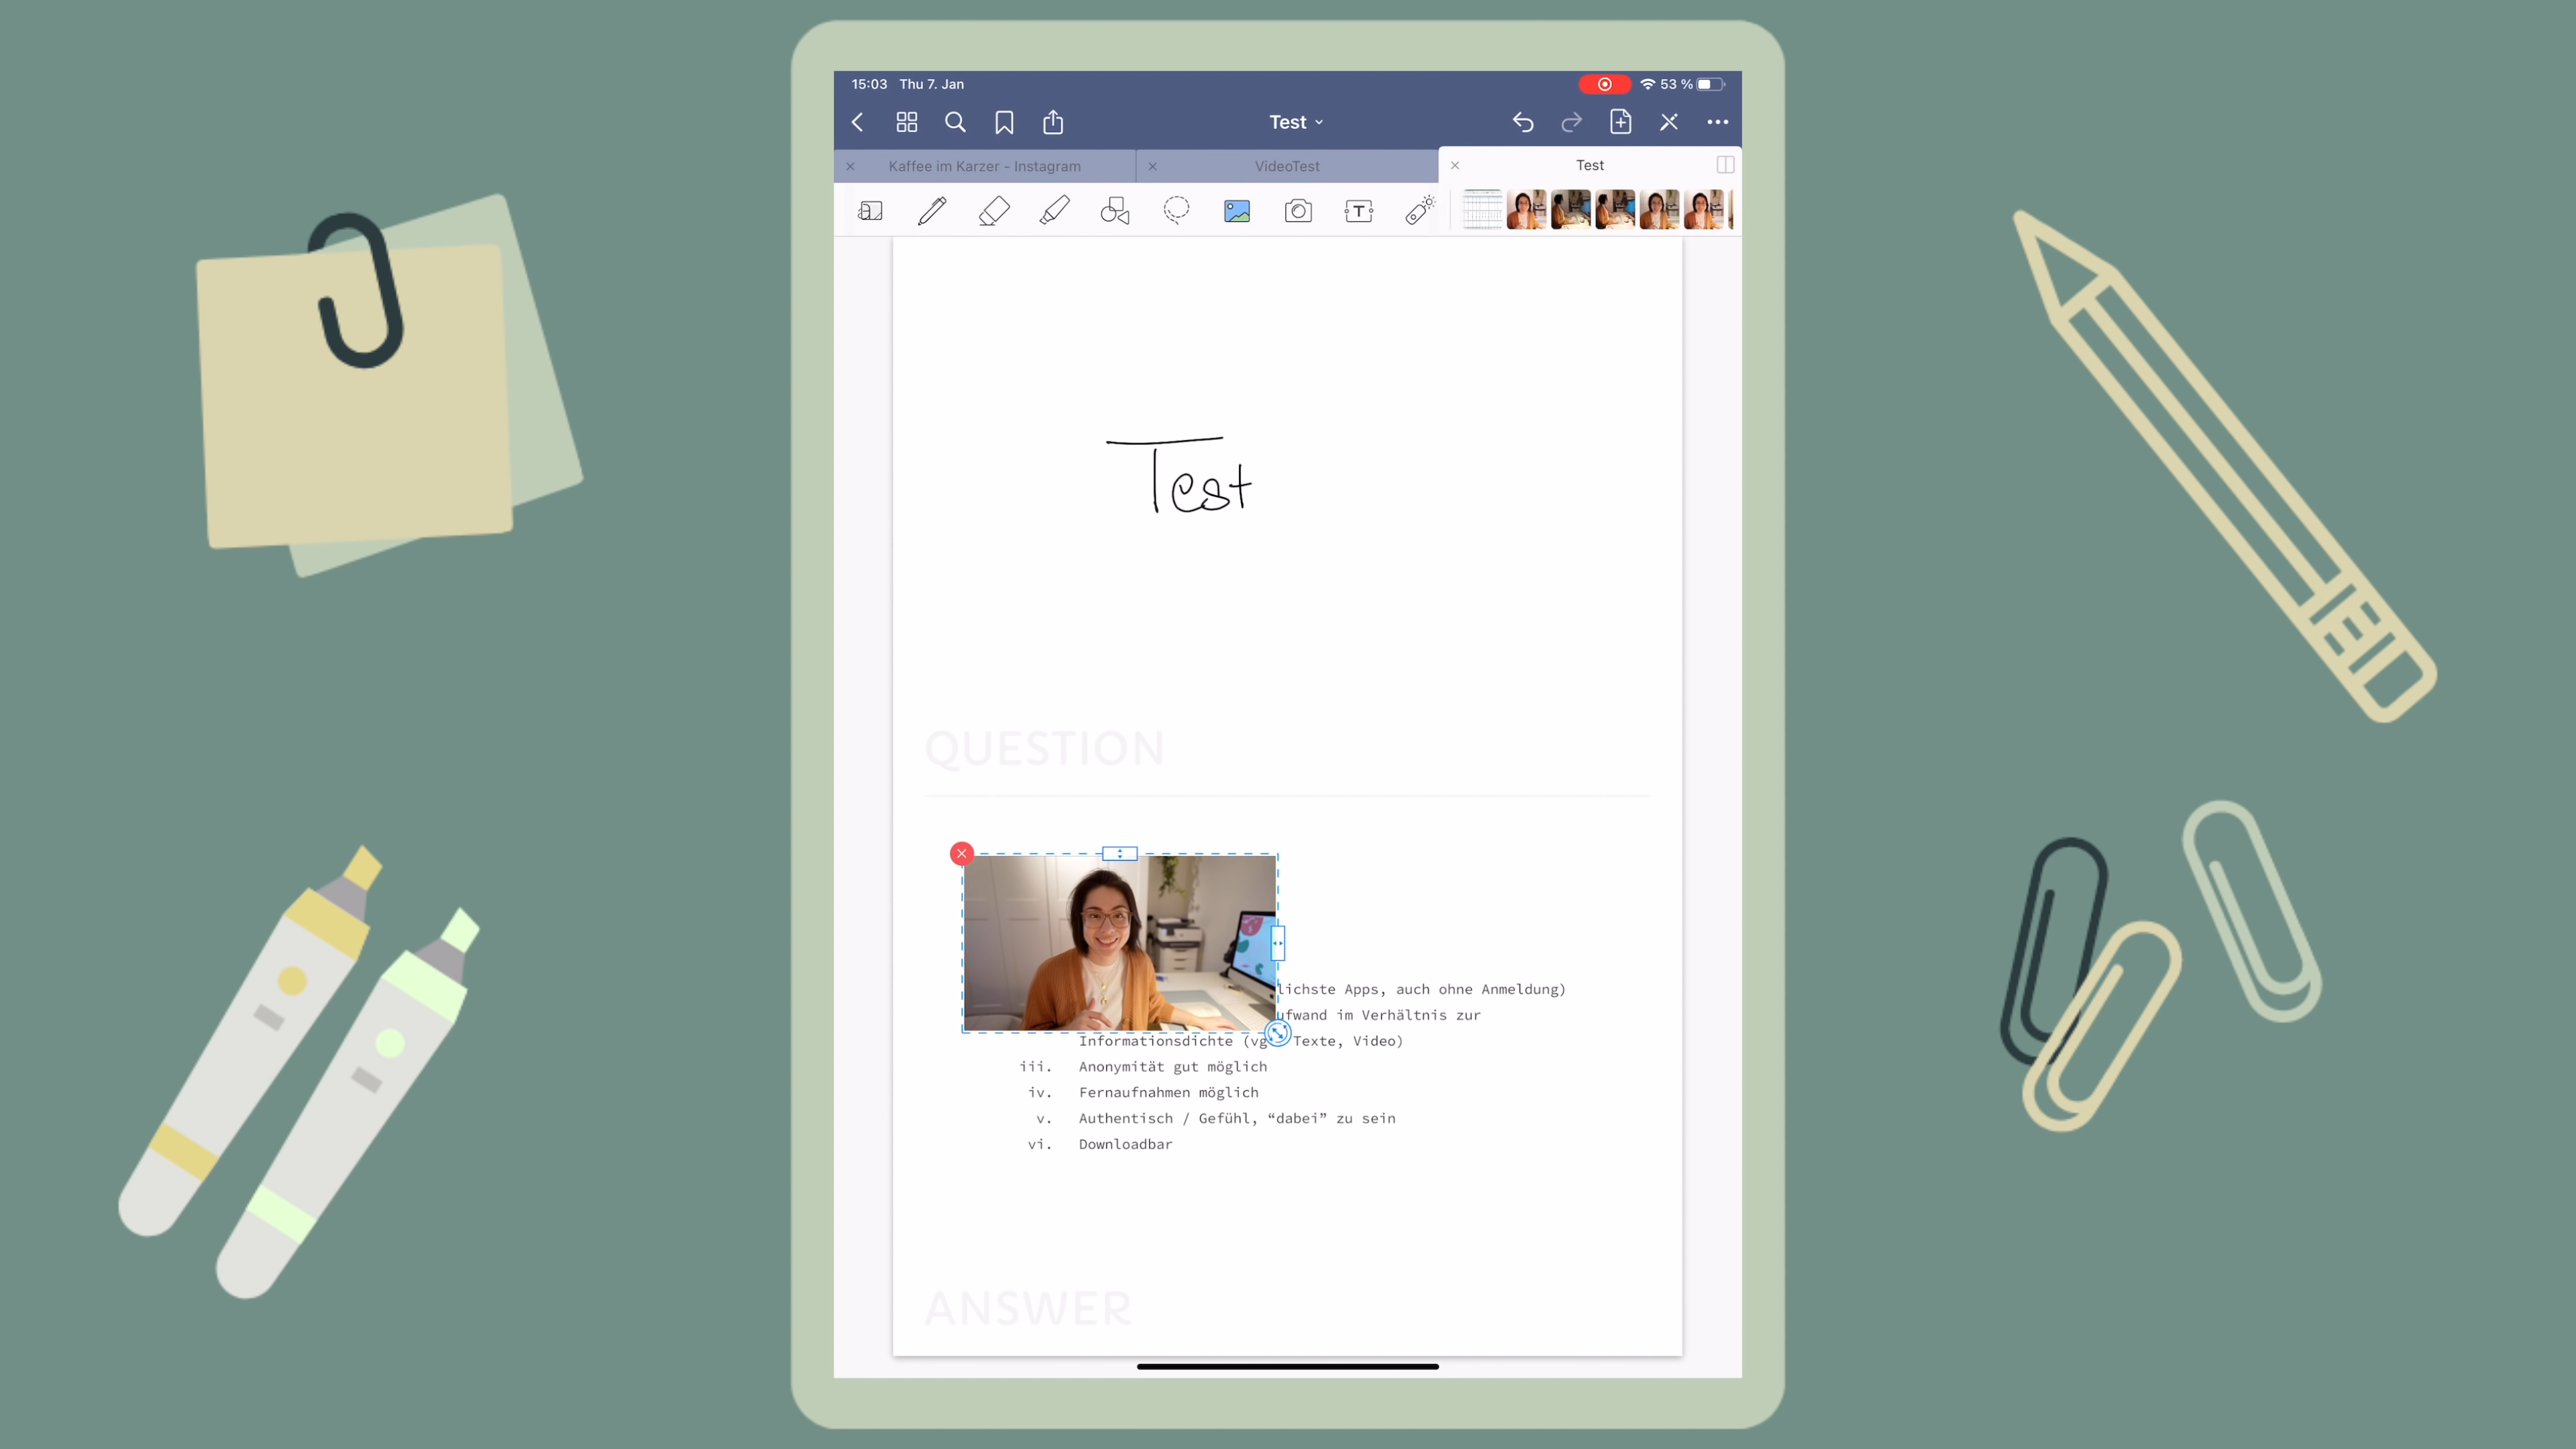 15:03 Thu 7. Jan 53 %
Test
Kaffee im Karzer - Instagram
VideoTest
Test
Test
QUESTION
lichste Apps, auch ohne Anmeldung)
ufwand im Verhältnis zur
Informationsdichte (vg Texte, Video)
iii. Anonymität gut möglich
iv. Fernaufnahmen möglich
v. Authentisch / Gefühl, “dabei” zu sein
vi. Downloadbar
ANSWER